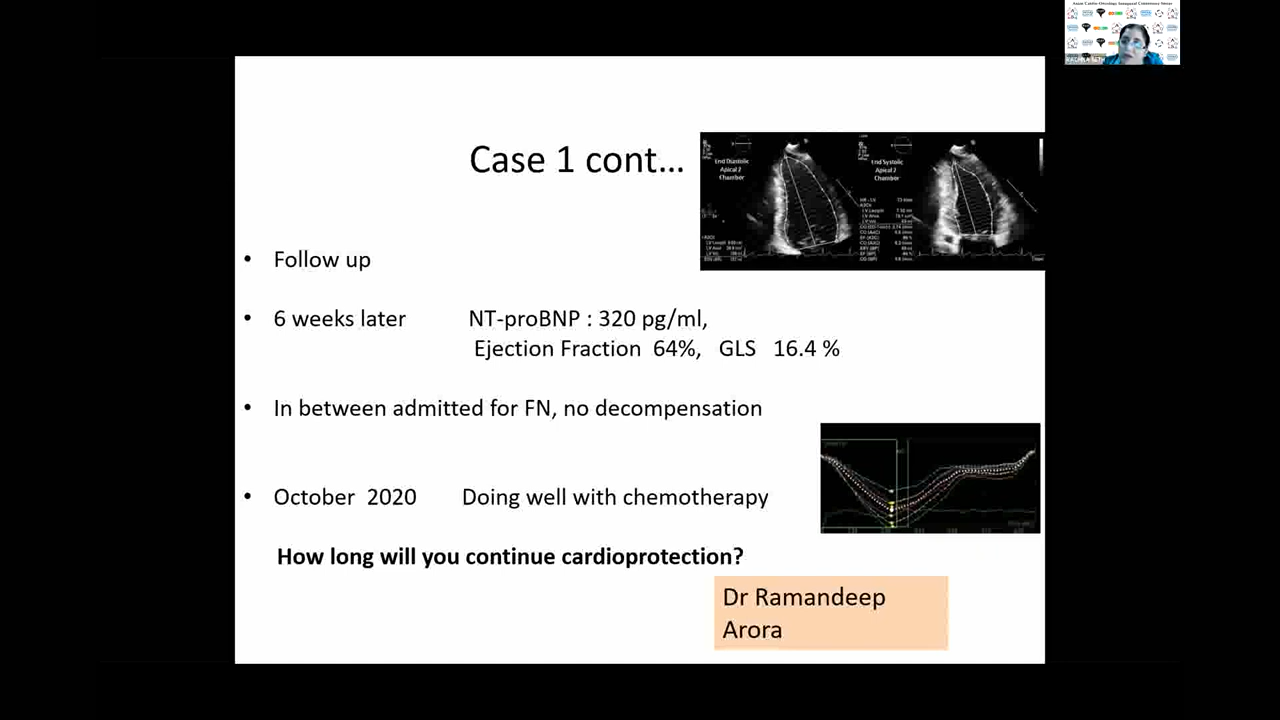 Case 1 cont...
End Diastolic
Apical 2
Chamber
End Systolic
Apical 2
Chamber
• Follow up
• 6 weeks later NT-proBNP : 320 pg/ml,
Ejection Fraction 64%, GLS 16.4 %
• In between admitted for FN, no decompensation
• October 2020 Doing well with chemotherapy
How long will you continue cardioprotection?
Dr Ramandeep
Arora